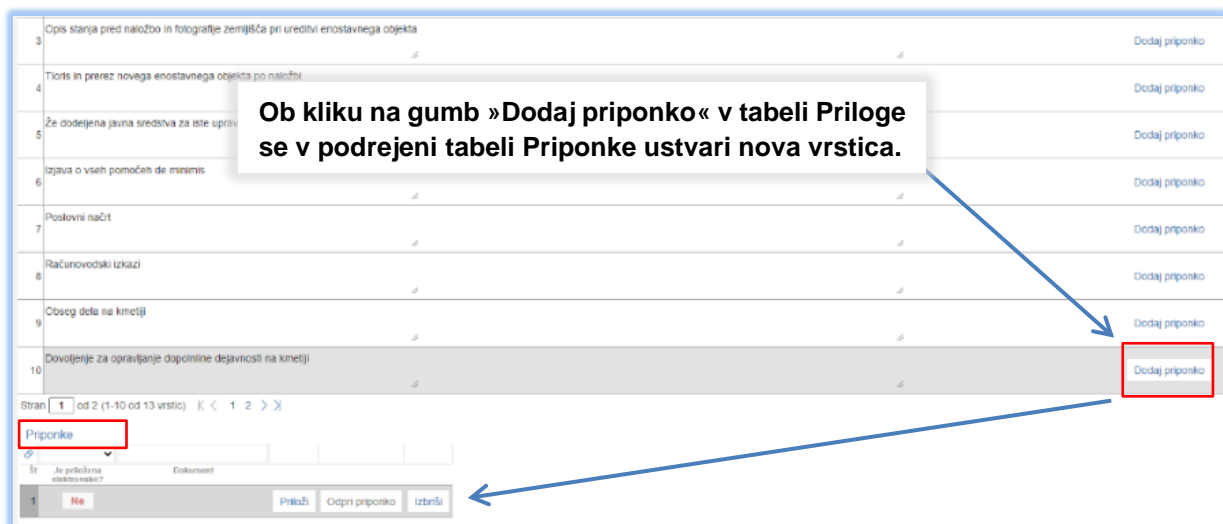 3 Opis stanja pred naložbo in fotografije zemljišča pri ureditvi enostavnega objekta Dodaj priponko
4 Tloris in prerez novega enostavnega objekta po naložbi Dodaj priponko
Ob kliku na gumb »Dodaj priponko« v tabeli Priloge
se v podrejeni tabeli Priponke ustvari nova vrstica.
5 Že dodeljena javna sredstva za iste Dodaj priponko
6 Izjava o vseh pomočeh de minimis Dodaj priponko
7 Poslovni načrt Dodaj priponko
8 Računovodski izkazi Dodaj priponko
9 Obseg dela na kmetiji Dodaj priponko
10 Dovoljenje za opravljanje dopolnilne dejavnosti na kmetiji Dodaj priponko
Stran 1 od 2 (1-10 od 13 vrstic) 1 2
Priponke
Št Je priložena Dokument
elektronsko?
1 Ne Priloži Odpri priponko Izbriši